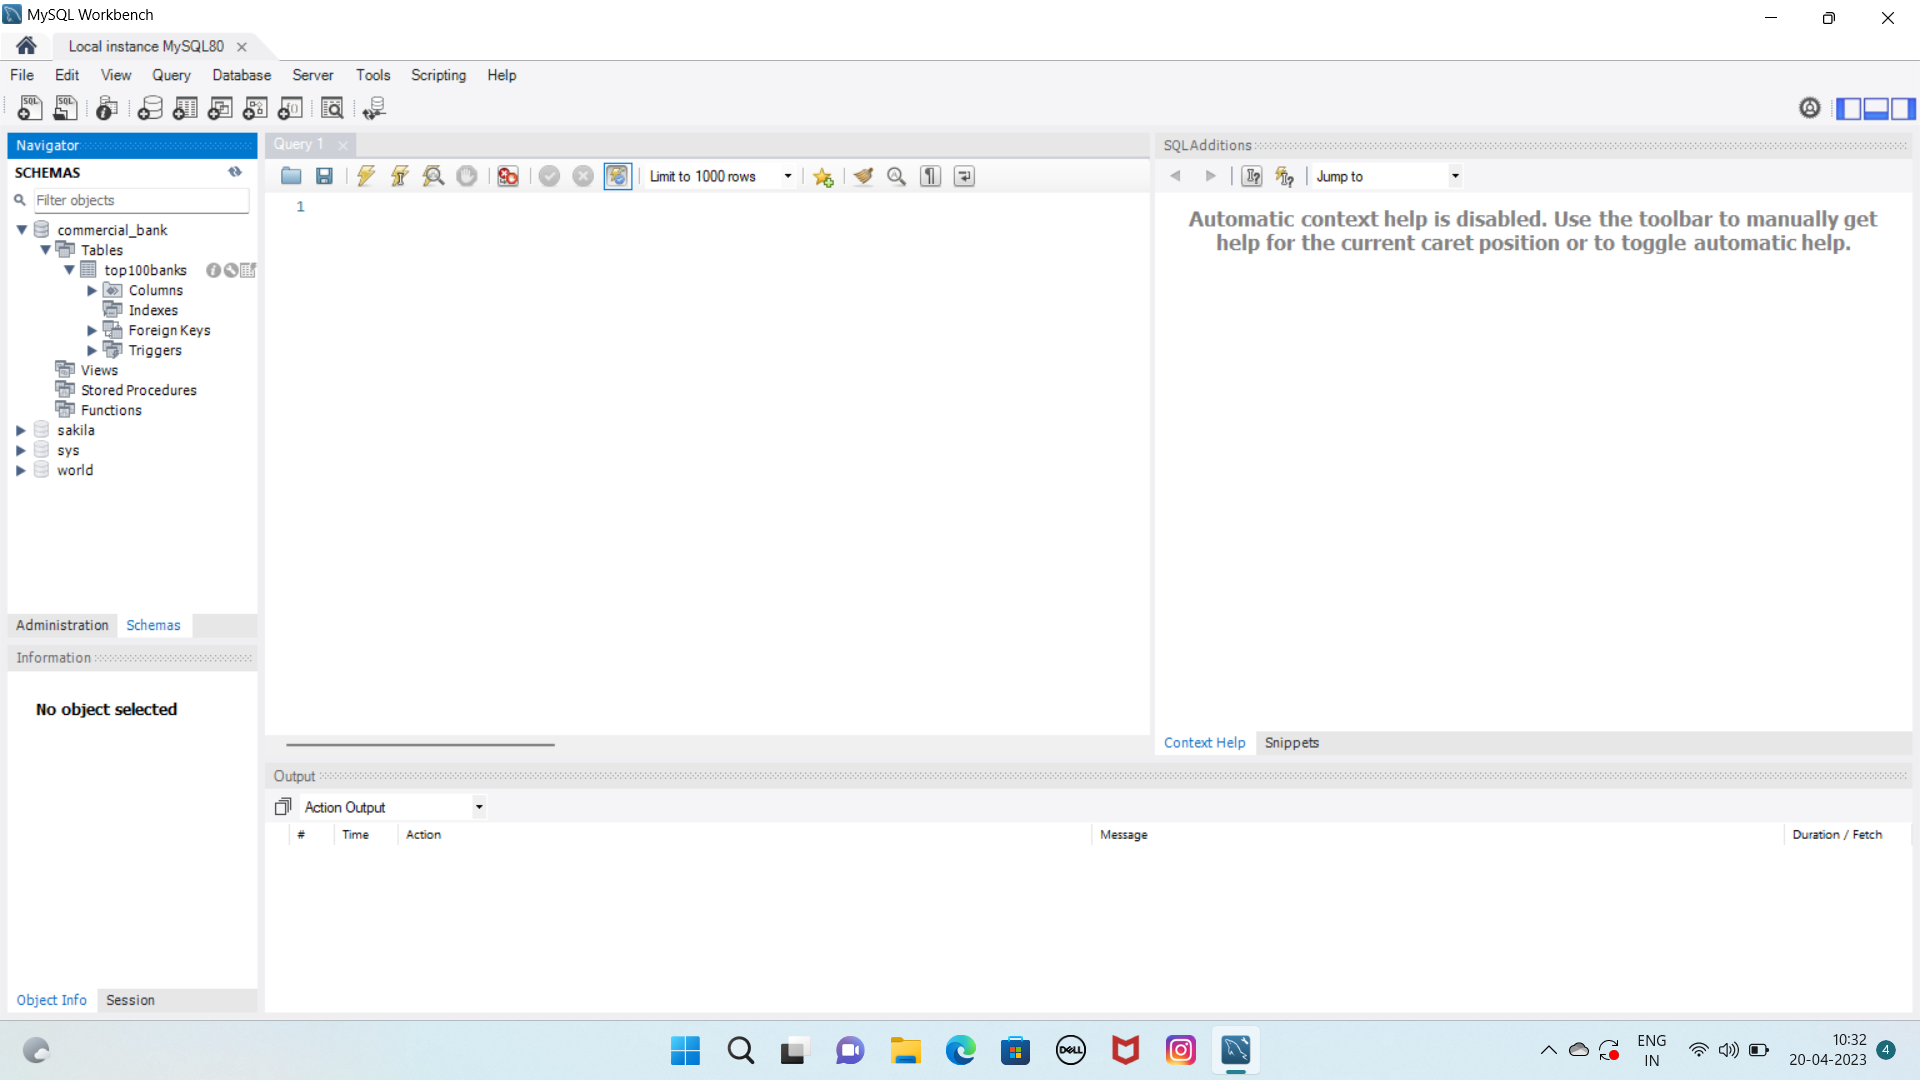 MySQL Workbench
Local instance MySQL80
File Edit View Query Database Server Tools Scripting Help
Navigator
SCHEMAS
Filter objects
commercial_bank
Tables
top100banks
Columns
Indexes
Foreign Keys
Triggers
Views
Stored Procedures
Functions
sakila
sys
world
Administration Schemas
Information
No object selected
Object Info Session
Query 1
Limit to 1000 rows
1
SQLAdditions
Jump to
Automatic context help is disabled. Use the toolbar to manually get
help for the current caret position or to toggle automatic help.
Context Help Snippets
Output
Action Output
# Time Action Message Duration / Fetch
DELL
ENG
IN
10:32
20-04-2023
4